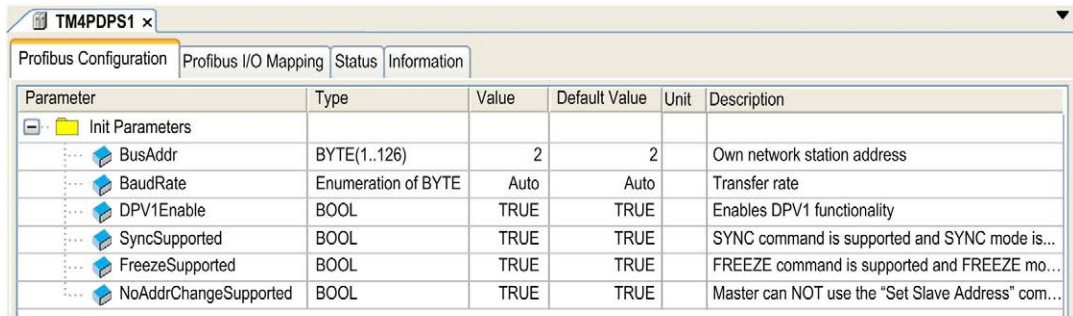 TM4PDPS1 ×
Profibus Configuration Profibus I/O Mapping Status Information
Parameter Type Value Default Value Unit Description
Init Parameters
BusAddr BYTE(1..126) 2 2 Own network station address
BaudRate Enumeration of BYTE Auto Auto Transfer rate
DPV1Enable BOOL TRUE TRUE Enables DPV1 functionality
SyncSupported BOOL TRUE TRUE SYNC command is supported and SYNC mode is...
FreezeSupported BOOL TRUE TRUE FREEZE command is supported and FREEZE mo...
NoAddrChangeSupported BOOL TRUE TRUE Master can NOT use the “Set Slave Address” com...